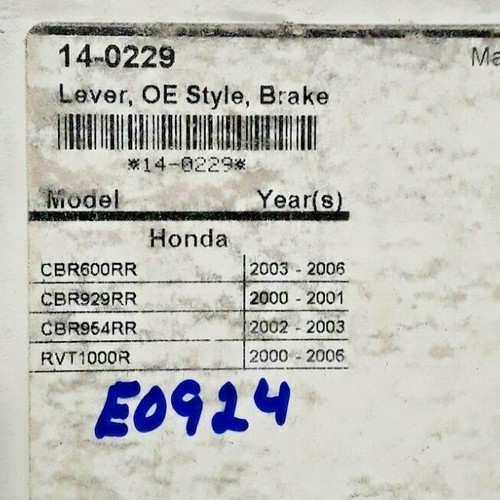 14-0229
Ma
Lever, OE Style, Brake
*14-0229*
Model Year(s)
Honda
CBR600RR 2003 - 2006
CBR929RR 2000 - 2001
CBR954RR 2002 - 2003
RVT1000R 2000 - 2006
E0924